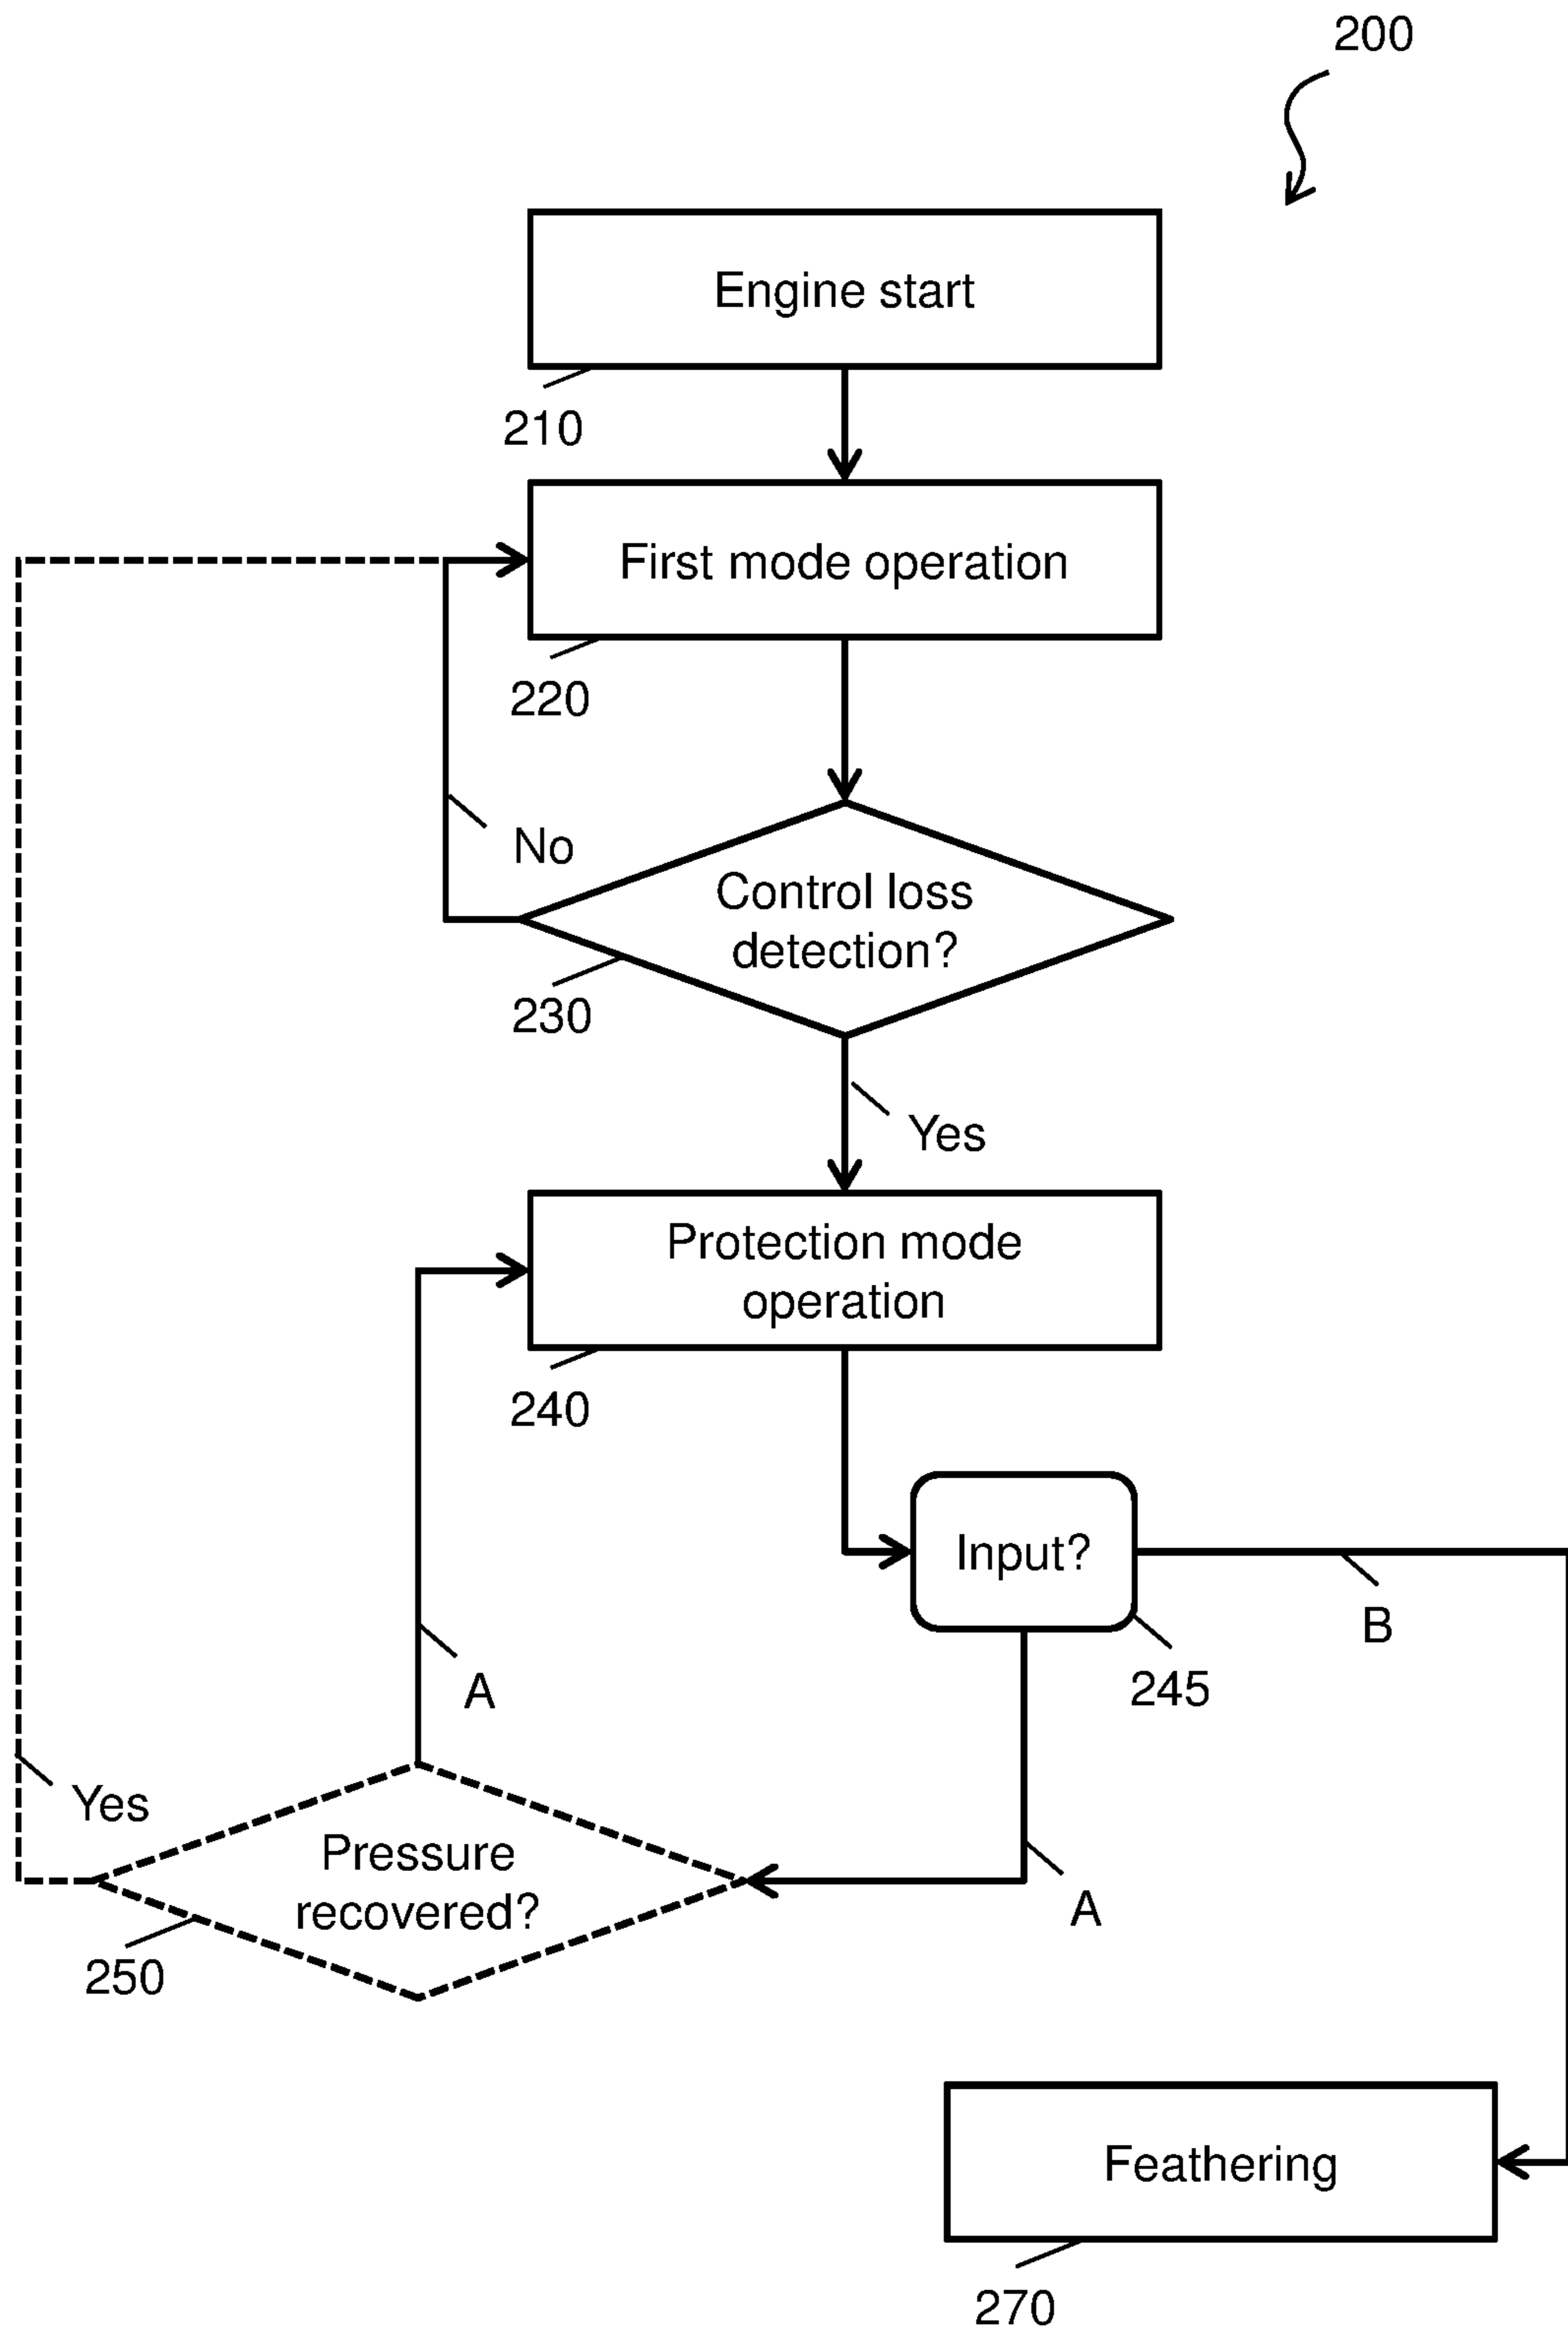 200
Engine start
210
First mode operation
220
No
Control loss
detection?
230
Yes
Protection mode
operation
240
Input?
B
245
A
Yes
Pressure
recovered?
A
250
Feathering
270